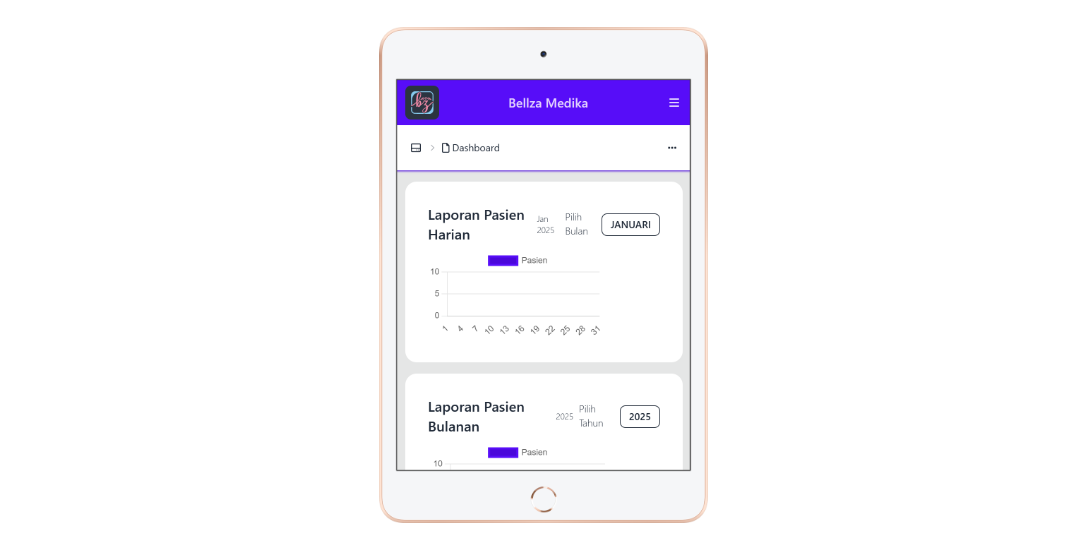 Bellza Medika
Dashboard
Laporan Pasien
Harian
Jan
2025
Pilih
Bulan
JANUARI
Pasien
10
5
0
1 4 7 10 13 16 19 22 25 28 31
Laporan Pasien
Bulanan
2025
Pilih
Tahun
2025
Pasien
10